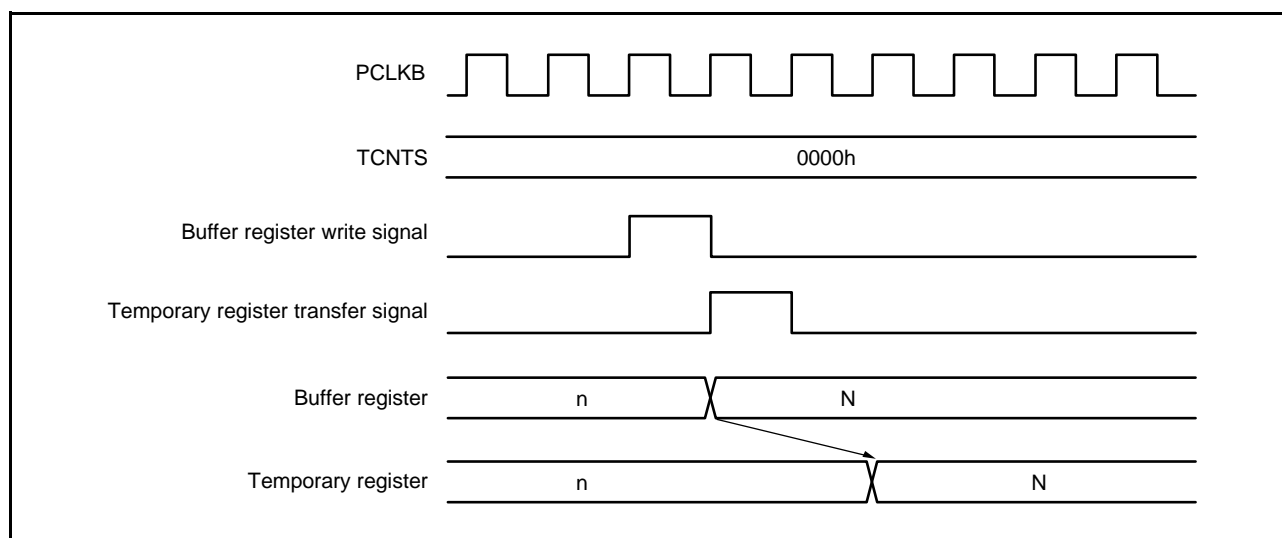 PCLKB
TCNTS
0000h
Buffer register write signal
Temporary register transfer signal
Buffer register
n
N
Temporary register
n
N